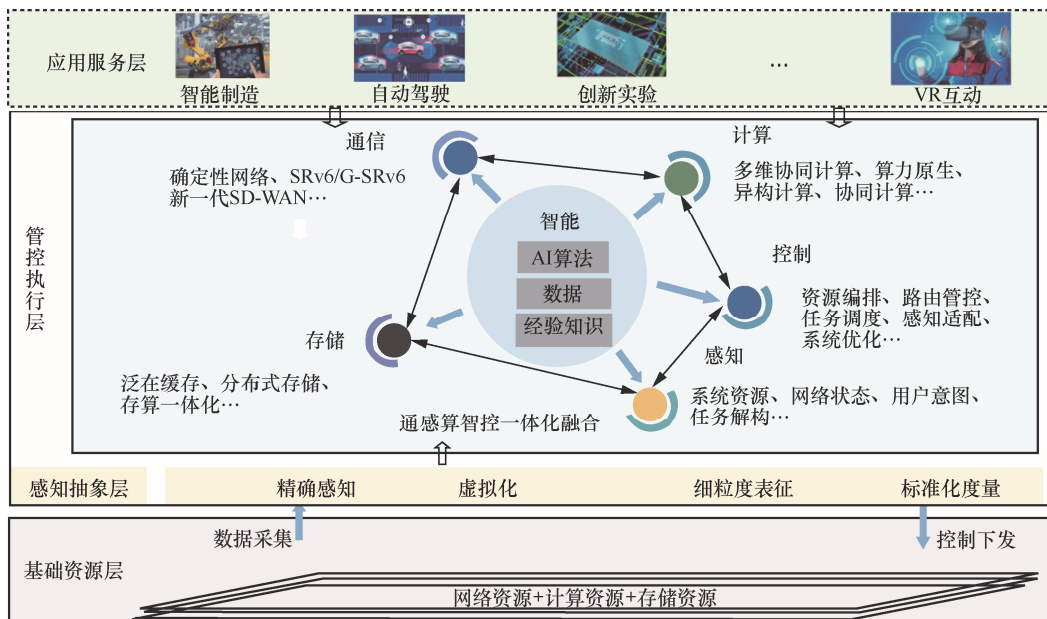 应用服务层
智能制造
自动驾驶
创新实验
…
VR互动
管控执行层
通信
确定性网络、SRv6/G-SRv6
新一代SD-WAN…
计算
多维协同计算、算力原生、
异构计算、协同计算…
智能
AI算法
数据
经验知识
控制
资源编排、路由管控、
任务调度、感知适配、
系统优化…
存储
泛在缓存、分布式存储、
存算一体化…
感知
系统资源、网络状态、用户意图、
任务解构…
通感算智控一体化融合
感知抽象层
精确感知
虚拟化
细粒度表征
标准化度量
数据采集
控制下发
基础资源层
网络资源+计算资源+存储资源